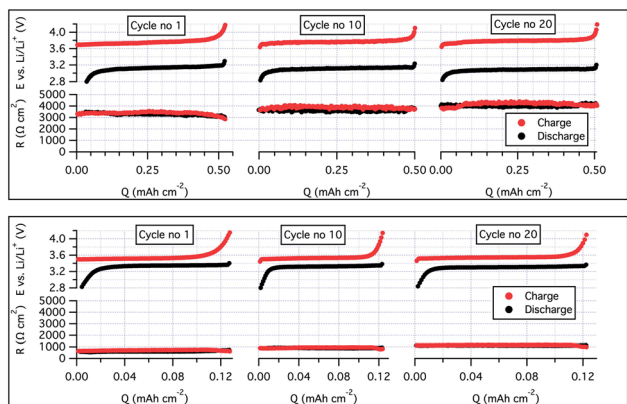 Cycle no 1
Cycle no 10
Cycle no 20
E vs. Li/Li⁺ (V)
4.0
3.6
3.2
2.8
R (Ω cm²)
5000
4000
3000
2000
1000
0
Charge
Discharge
0.00 0.25 0.50
0.00 0.25 0.50
0.00 0.25 0.50
Q (mAh cm⁻²)
Q (mAh cm⁻²)
Q (mAh cm⁻²)
Cycle no 1
Cycle no 10
Cycle no 20
E vs. Li/Li⁺ (V)
4.0
3.6
3.2
2.8
R (Ω cm²)
5000
4000
3000
2000
1000
0
Charge
Discharge
0.00 0.04 0.08 0.12
0.00 0.04 0.08 0.12
0.00 0.04 0.08 0.12
Q (mAh cm⁻²)
Q (mAh cm⁻²)
Q (mAh cm⁻²)